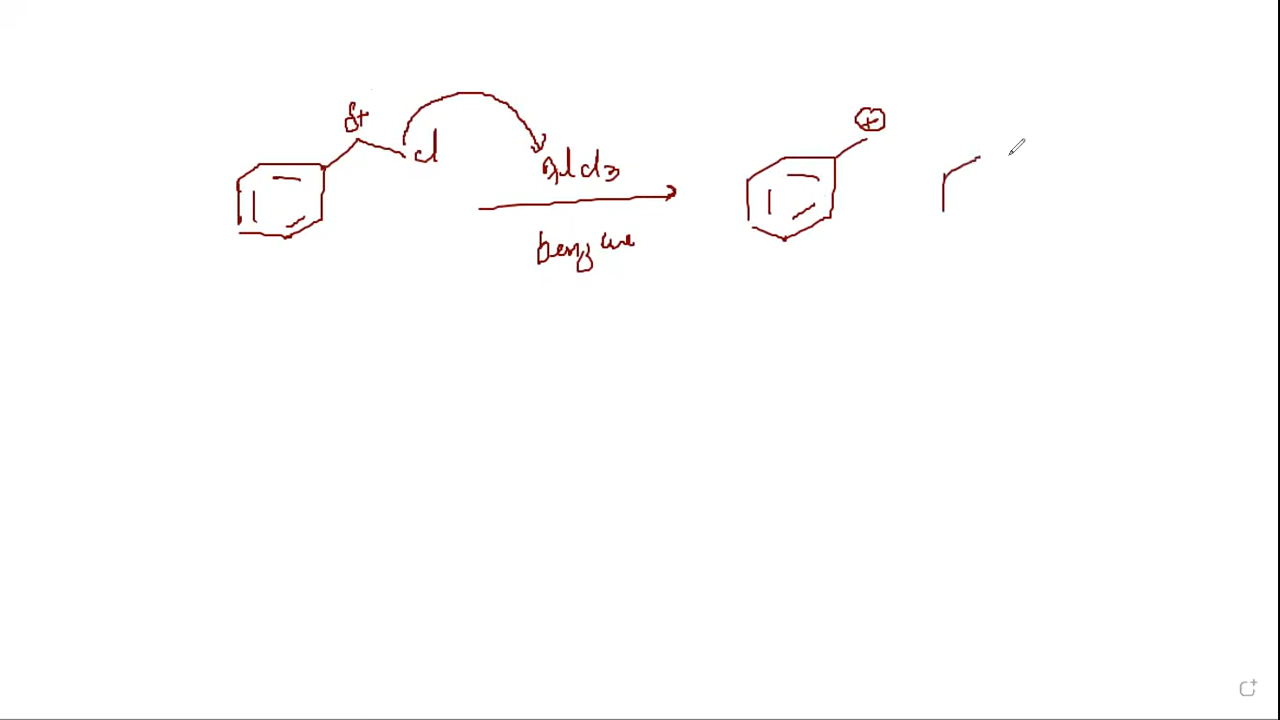 δ+
Cl
AlCl3
benzene
+